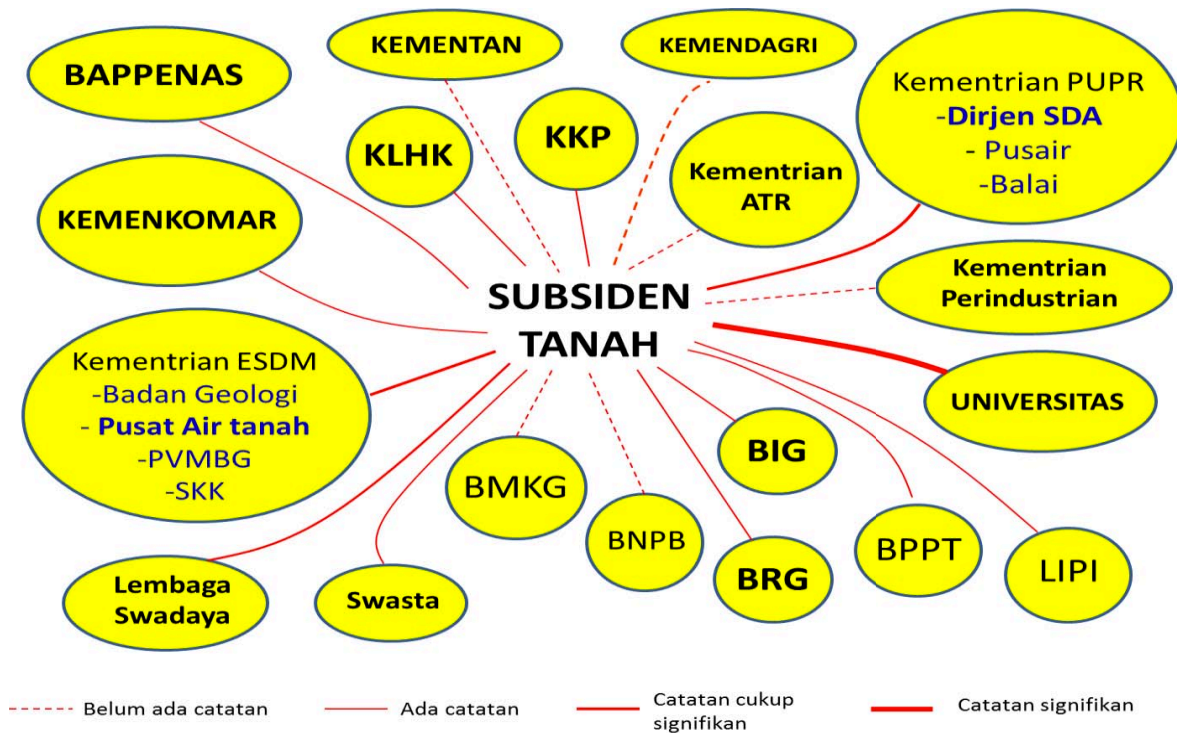 KEMENTAN
KEMENDAGRI
BAPPENAS
KLHK
KKP
Kementrian PUPR
-Dirjen SDA
- Pusair
-Balai
Kementrian
ATR
KEMENKOMAR
SUBSIDEN
TANAH
Kementrian
Perindustrian
Kementrian ESDM
-Badan Geologi
- Pusat Air tanah
-PVMBG
-SKK
UNIVERSITAS
BIG
BMKG
BNPB
BRG
BPPT
LIPI
Lembaga
Swadaya
Swasta
Belum ada catatan
Ada catatan
Catatan cukup
signifikan
Catatan signifikan